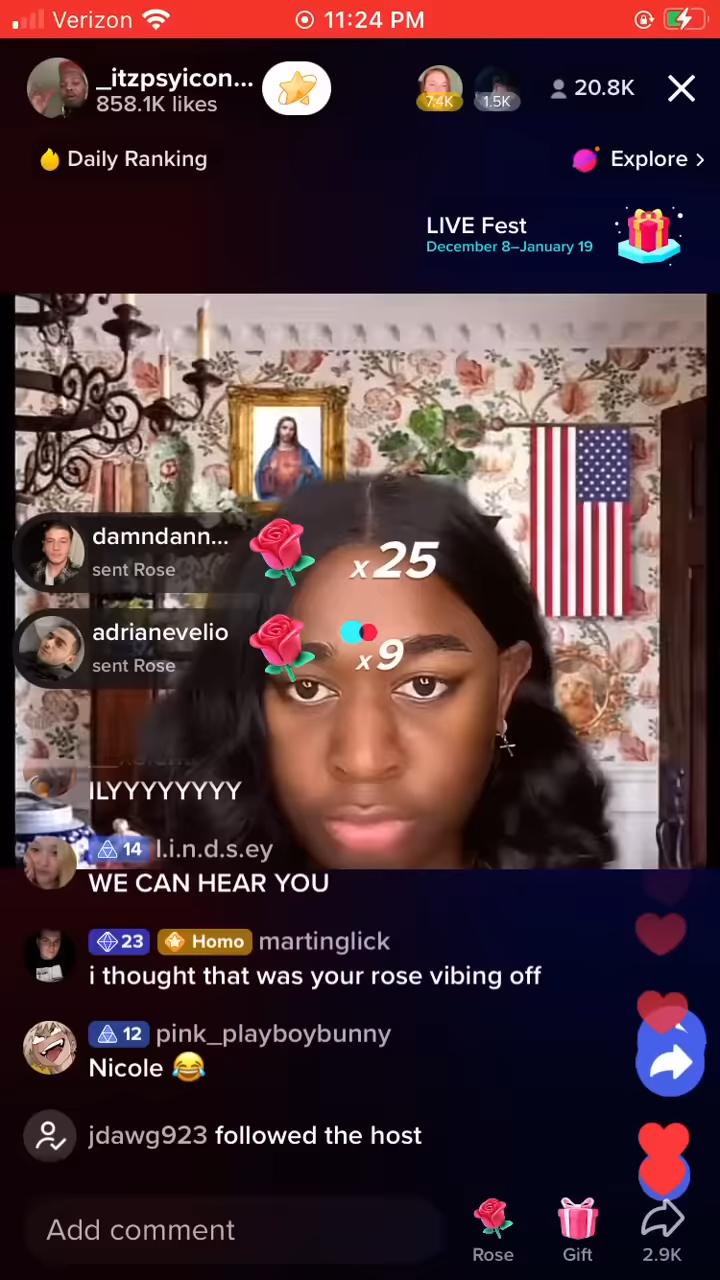 Verizon 11:24 PM
_itzpsyicon...
858.1K likes
7.4K
1.5K
20.8K
Daily Ranking
Explore >
LIVE Fest
December 8–January 19
damndann...
sent Rose
x25
adrianevelio
sent Rose
x9
ILYYYYYYYY
14 l.i.n.d.s.ey
WE CAN HEAR YOU
23 Homo martinglick
i thought that was your rose vibing off
12 pink_playboybunny
Nicole 😂
jdawg923 followed the host
Add comment
Rose
Gift
2.9K